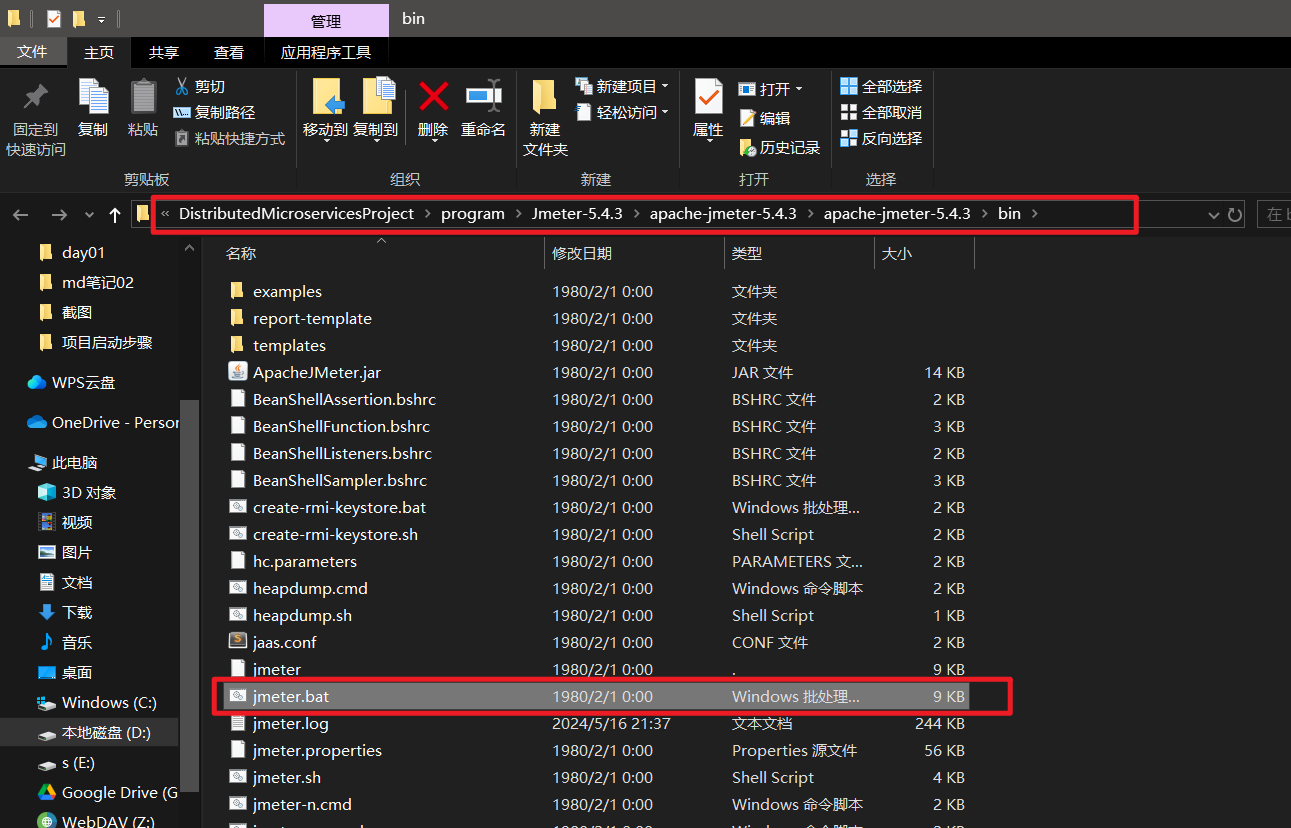 管理
bin
文件
主页
共享
查看
应用程序工具
固定到
快速访问
复制
粘贴
剪切
复制路径
粘贴快捷方式
剪贴板
移动到
复制到
删除
重命名
组织
新建
文件夹
新建项目
轻松访问
新建
属性
打开
编辑
历史记录
打开
全部选择
全部取消
反向选择
选择
« DistributedMicroservicesProject > program > Jmeter-5.4.3 > apache-jmeter-5.4.3 > apache-jmeter-5.4.3 > bin >
在
day01
md笔记02
截图
项目启动步骤
WPS云盘
OneDrive - Person
此电脑
3D 对象
视频
图片
文档
下载
音乐
桌面
Windows (C:)
本地磁盘 (D:)
s (E:)
Google Drive (G
WebDAV (Z:)
名称 修改日期 类型 大小
examples 1980/2/1 0:00 文件夹
report-template 1980/2/1 0:00 文件夹
templates 1980/2/1 0:00 文件夹
ApacheJMeter.jar 1980/2/1 0:00 JAR 文件 14 KB
BeanShellAssertion.bshrc 1980/2/1 0:00 BSHRC 文件 2 KB
BeanShellFunction.bshrc 1980/2/1 0:00 BSHRC 文件 3 KB
BeanShellListeners.bshrc 1980/2/1 0:00 BSHRC 文件 2 KB
BeanShellSampler.bshrc 1980/2/1 0:00 BSHRC 文件 3 KB
create-rmi-keystore.bat 1980/2/1 0:00 Windows 批处理... 2 KB
create-rmi-keystore.sh 1980/2/1 0:00 Shell Script 2 KB
hc.parameters 1980/2/1 0:00 PARAMETERS 文... 2 KB
heapdump.cmd 1980/2/1 0:00 Windows 命令脚本 2 KB
heapdump.sh 1980/2/1 0:00 Shell Script 1 KB
jaas.conf 1980/2/1 0:00 CONF 文件 2 KB
jmeter 1980/2/1 0:00 . 9 KB
jmeter.bat 1980/2/1 0:00 Windows 批处理... 9 KB
jmeter.log 2024/5/16 21:37 文本文档 244 KB
jmeter.properties 1980/2/1 0:00 Properties 源文件 56 KB
jmeter.sh 1980/2/1 0:00 Shell Script 4 KB
jmeter-n.cmd 1980/2/1 0:00 Windows 命令脚本 2 KB